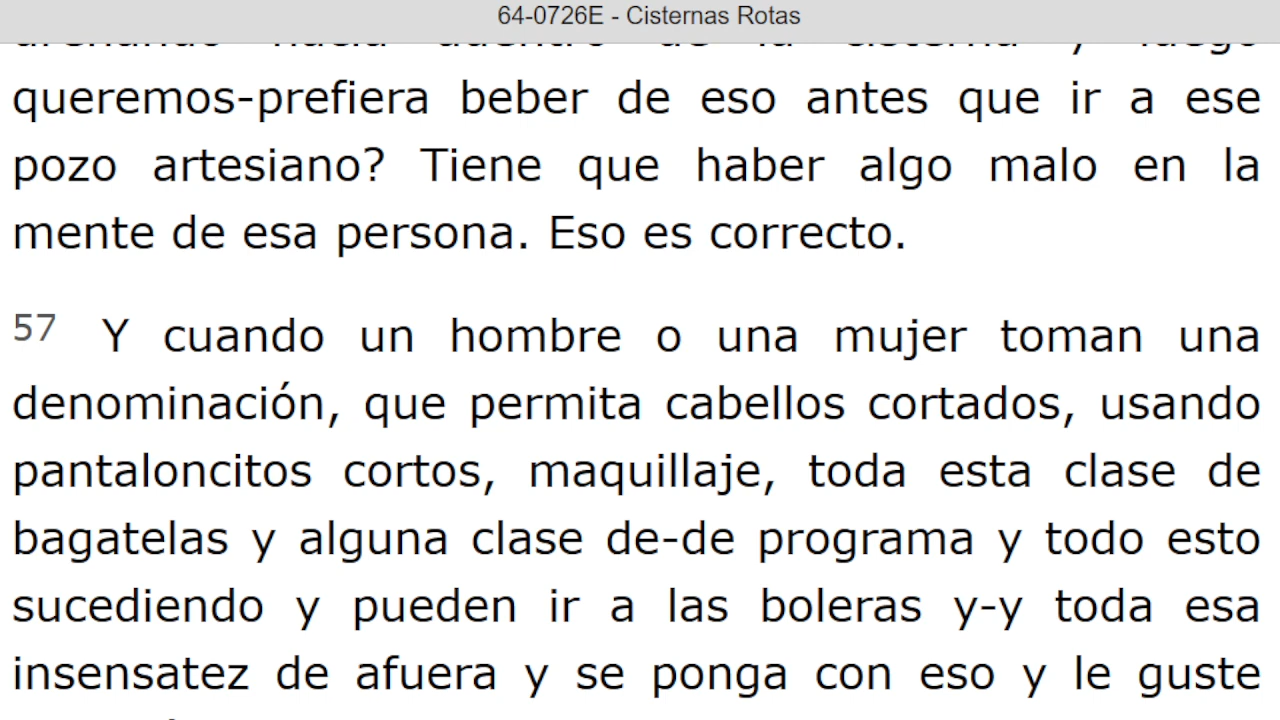 64-0726E - Cisternas Rotas
queremos-prefiera beber de eso antes que ir a ese
pozo artesiano? Tiene que haber algo malo en la
mente de esa persona. Eso es correcto.
57 Y cuando un hombre o una mujer toman una
denominación, que permita cabellos cortados, usando
pantaloncitos cortos, maquillaje, toda esta clase de
bagatelas y alguna clase de-de programa y todo esto
sucediendo y pueden ir a las boleras y-y toda esa
insensatez de afuera y se ponga con eso y le guste